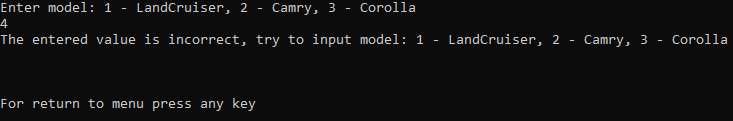 Enter model: 1 - LandCruiser, 2 - Camry, 3 - Corolla
4
The entered value is incorrect, try to input model: 1 - LandCruiser, 2 - Camry, 3 - Corolla
For return to menu press any key